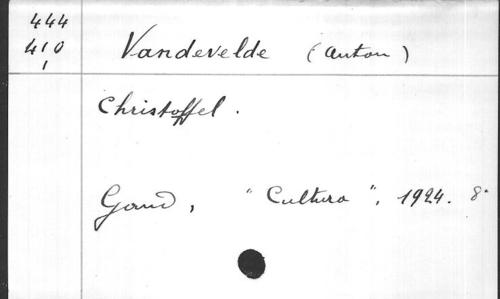 444
410
1
Vandevelde (Anton)
Christoffel.
Gand, "Cultura", 1924. 8°